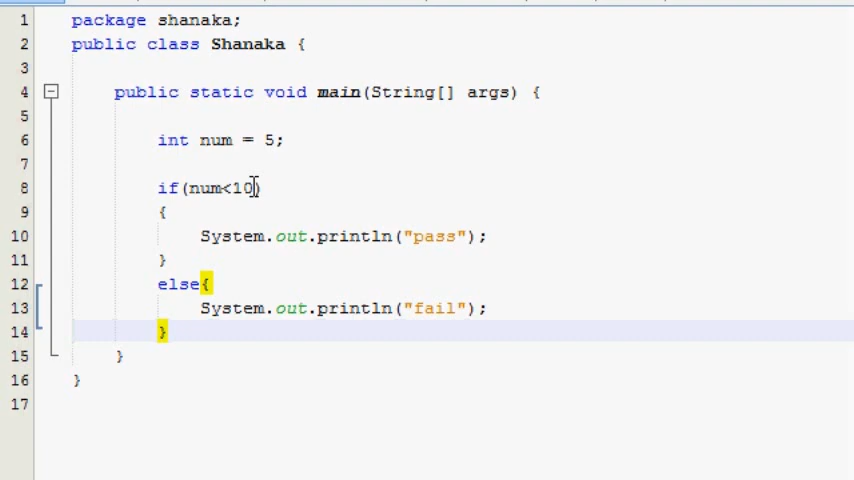 1 package shanaka;
2 public class Shanaka {
3
4 public static void main(String[] args) {
5
6 int num = 5;
7
8 if(num<10)
9 {
10 System.out.println("pass");
11 }
12 else{
13 System.out.println("fail");
14 }
15 }
16 }
17